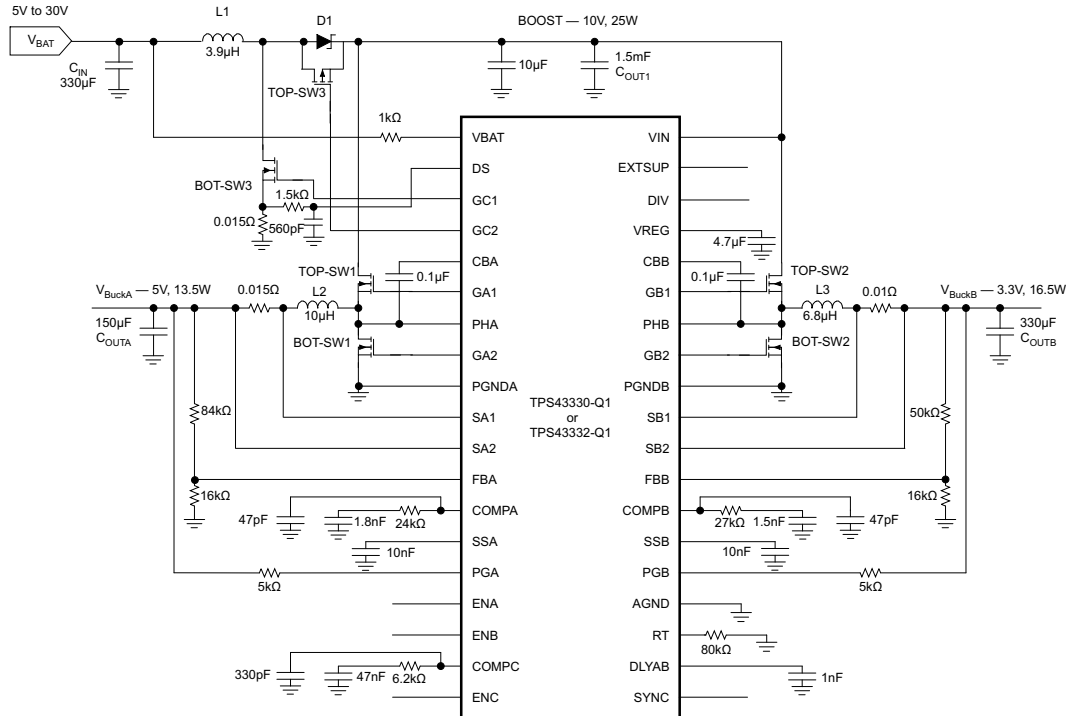 5V to 30V
L1
D1
BOOST — 10V, 25W
VBAT
3.9µH
CIN
330µF
10µF
1.5mF
COUT1
TOP-SW3
1kΩ
VBAT
VIN
DS
EXTSUP
BOT-SW3
1.5kΩ
GC1
DIV
0.015Ω
560pF
GC2
VREG
4.7µF
CBA
CBB
TOP-SW1
0.1µF
0.1µF
TOP-SW2
VBuckA — 5V, 13.5W
0.015Ω
L2
GA1
GB1
L3
0.01Ω
VBuckB — 3.3V, 16.5W
10µH
6.8µH
150µF
COUTA
PHA
PHB
330µF
COUTB
BOT-SW1
BOT-SW2
GA2
GB2
PGNDA
PGNDB
TPS43330-Q1
or
TPS43332-Q1
84kΩ
SA1
SB1
50kΩ
SA2
SB2
FBA
FBB
16kΩ
16kΩ
COMPA
COMPB
47pF
1.8nF
24kΩ
27kΩ
1.5nF
47pF
SSA
SSB
10nF
10nF
PGA
PGB
5kΩ
5kΩ
ENA
AGND
ENB
RT
80kΩ
COMPC
DLYAB
330pF
47nF
6.2kΩ
1nF
ENC
SYNC